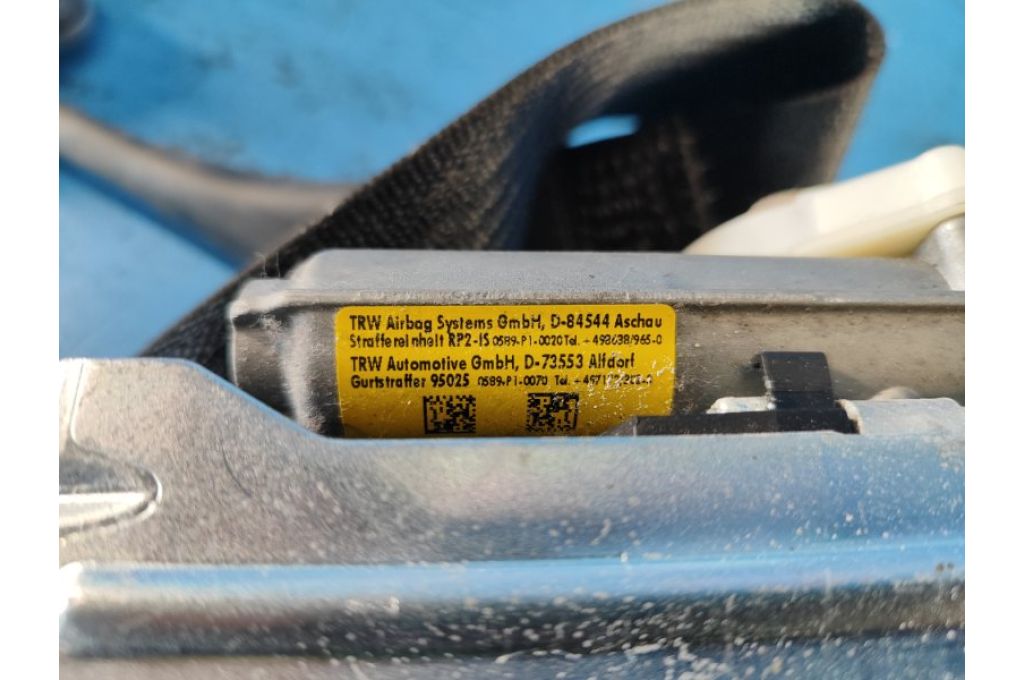 TRW Airbag Systems GmbH, D-84544 Aschau
Straffereinheit RP2-IS 0589-P1-0020 Tel. +498638/965-0
TRW Automotive GmbH, D-73553 Alfdorf
Gurtstraffer 95025 0589-P1-0070 Tel.